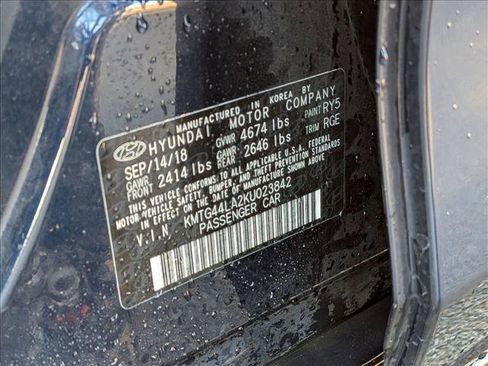 MANUFACTURED IN KOREA BY
HYUNDAI MOTOR COMPANY
SEP/14/18 GVWR 4674 lbs PAINT RY5
GAWR FRONT 2414 lbs GAWR REAR 2646 lbs TRIM RGE
THIS VEHICLE CONFORMS TO ALL APPLICABLE U.S.A. FEDERAL
MOTOR VEHICLE SAFETY, BUMPER, AND THEFT PREVENTION STANDARDS
IN EFFECT ON THE DATE OF MANUFACTURE SHOWN ABOVE.
V.I.N. KMTG44LA2KU023842
PASSENGER CAR